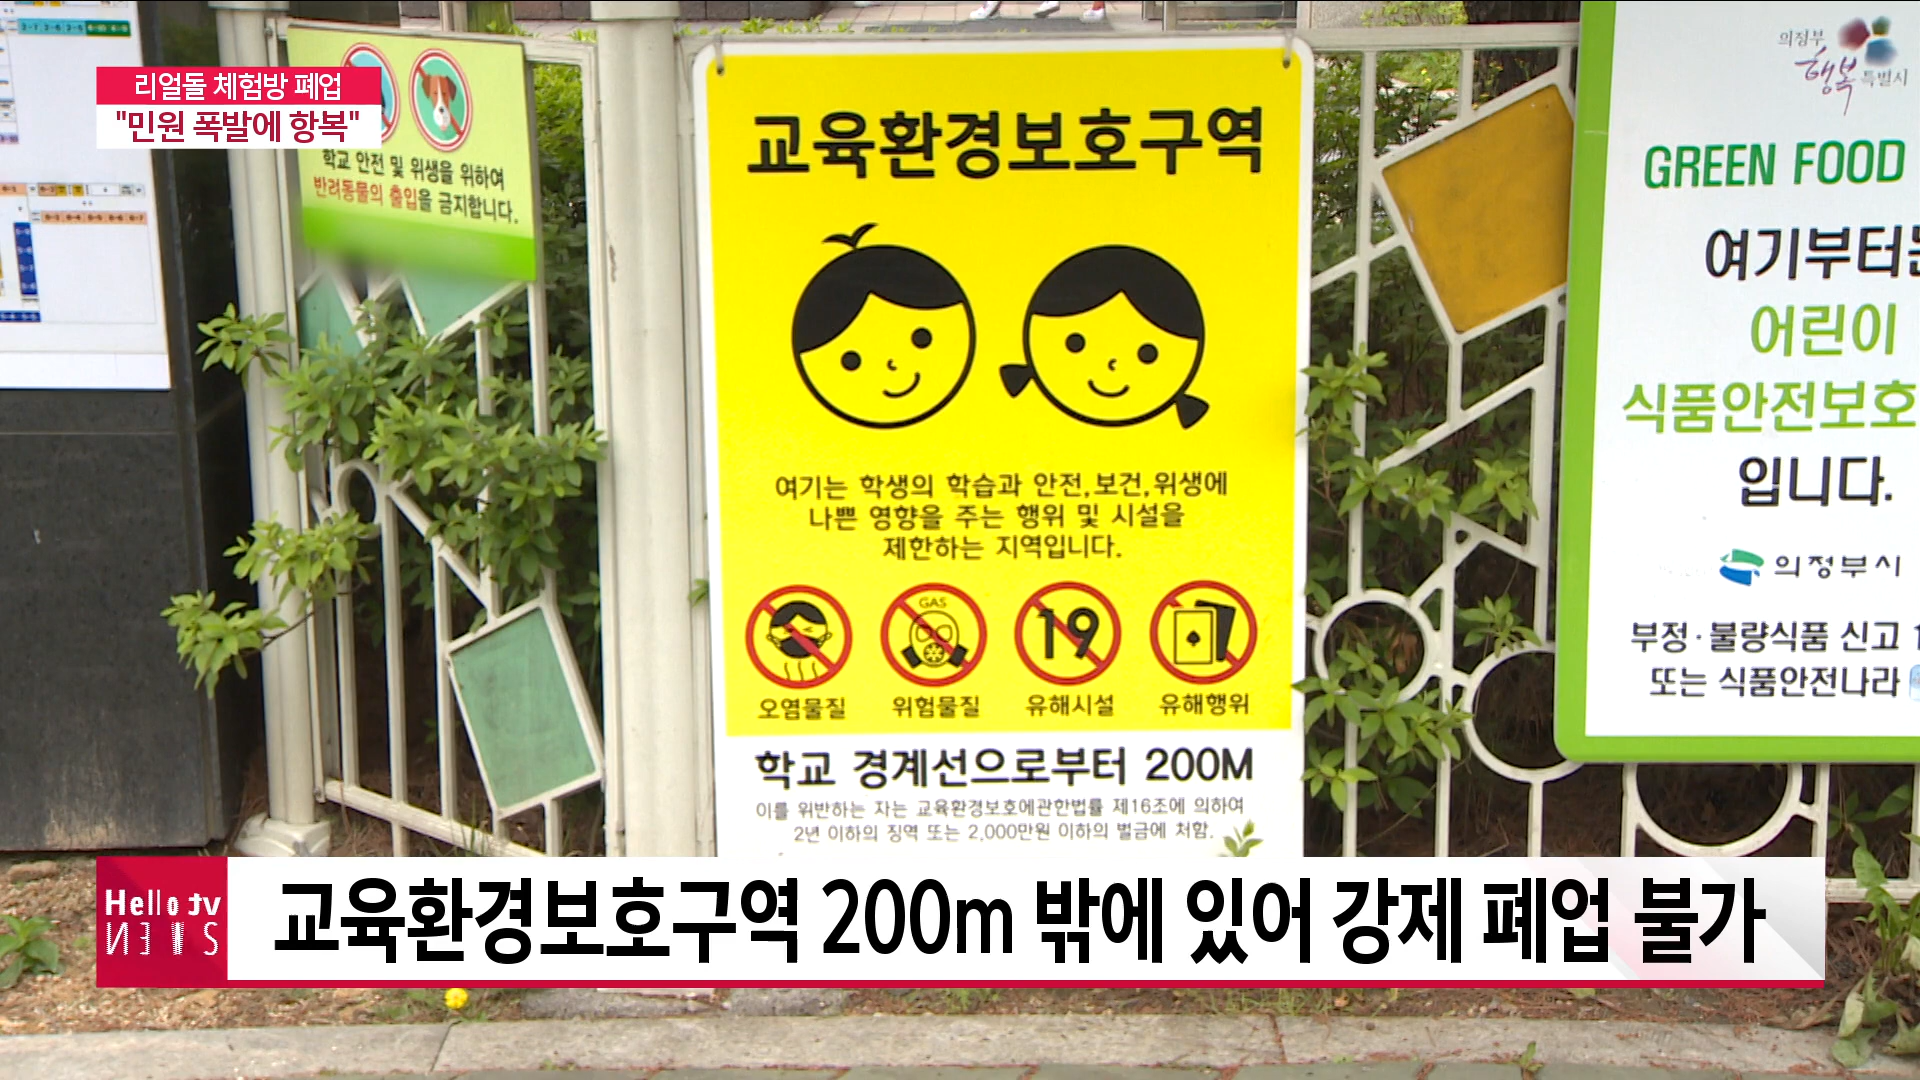 리얼돌 체험방 폐업
"민원 폭발에 항복"
학교 안전 및 위생을 위하여
반려동물의 출입을 금지합니다.
교육환경보호구역
여기는 학생의 학습과 안전,보건,위생에
나쁜 영향을 주는 행위 및 시설을
제한하는 지역입니다.
GAS
19
오염물질 위험물질 유해시설 유해행위
학교 경계선으로부터 200M
이를 위반하는 자는 교육환경보호에관한법률 제16조에 의하여
2년 이하의 징역 또는 2,000만원 이하의 벌금에 처함.
의정부
행복 특별시
GREEN FOOD
여기부터는
어린이
식품안전보호
입니다.
의정부시
부정·불량식품 신고 1
또는 식품안전나라
Hello tv
NEWS
교육환경보호구역 200m 밖에 있어 강제 폐업 불가